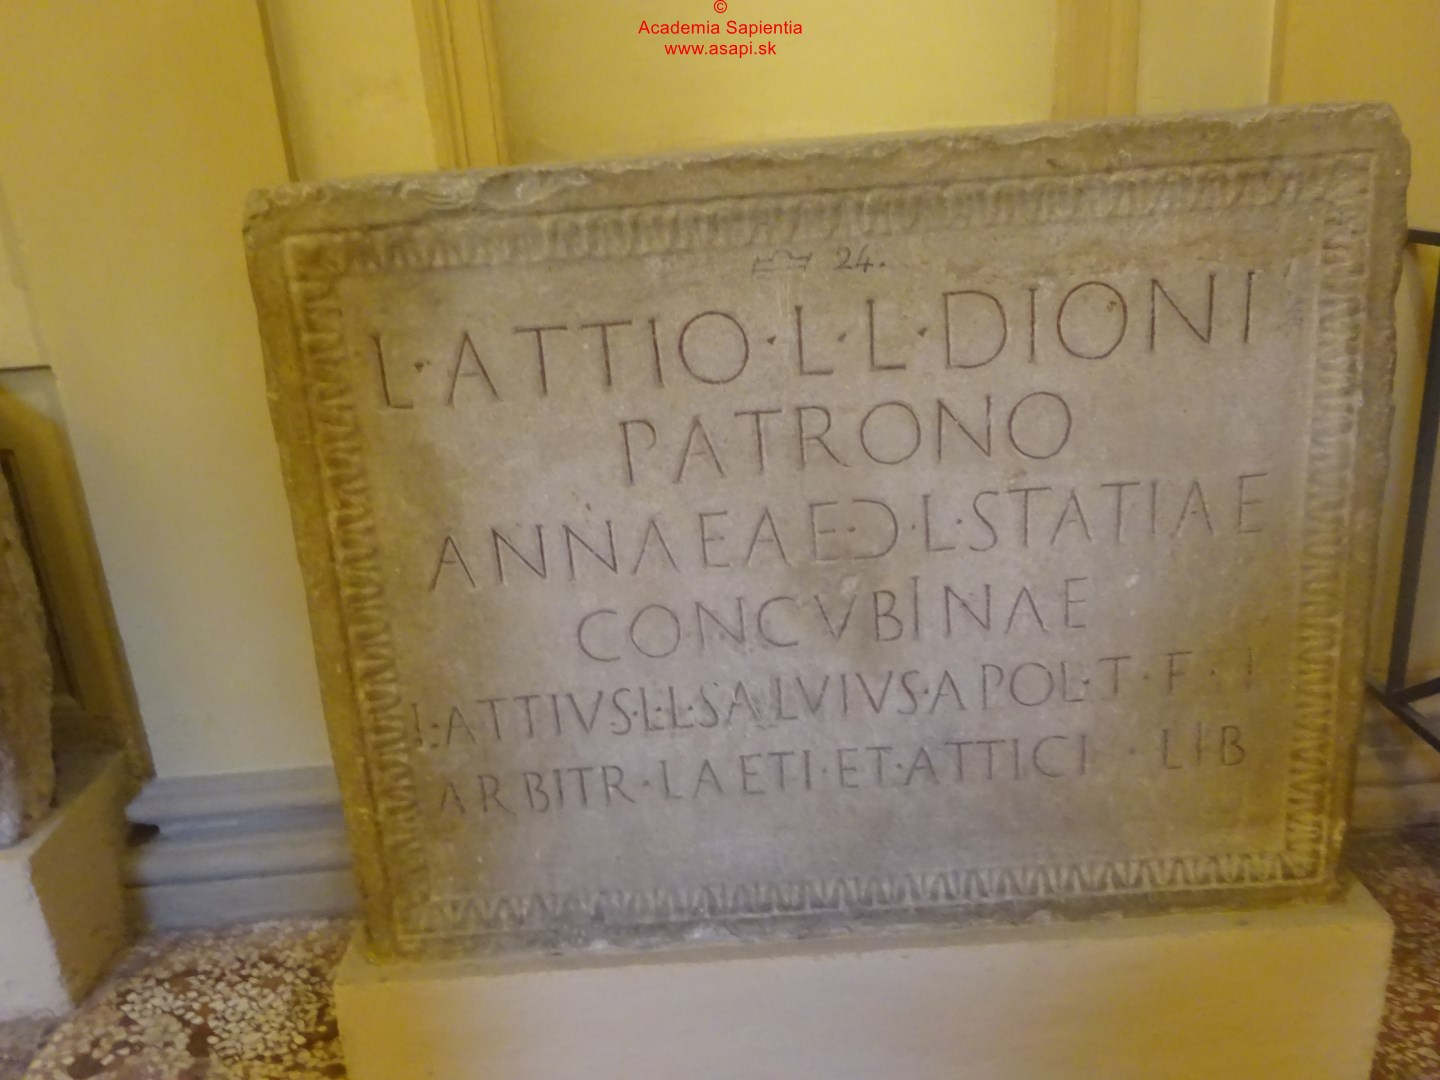 ©
Academia Sapientia
www.asapi.sk
24.
L·ATTIO·L·L·DIONI
PATRONO
ANNAEAE·Ɔ·L·STATIAE
CONCVBINAE
L·ATTIVS·L·L·SALVIVS·APOL·T·F·I
ARBITR·LAETI·ET·ATTICI·LIB